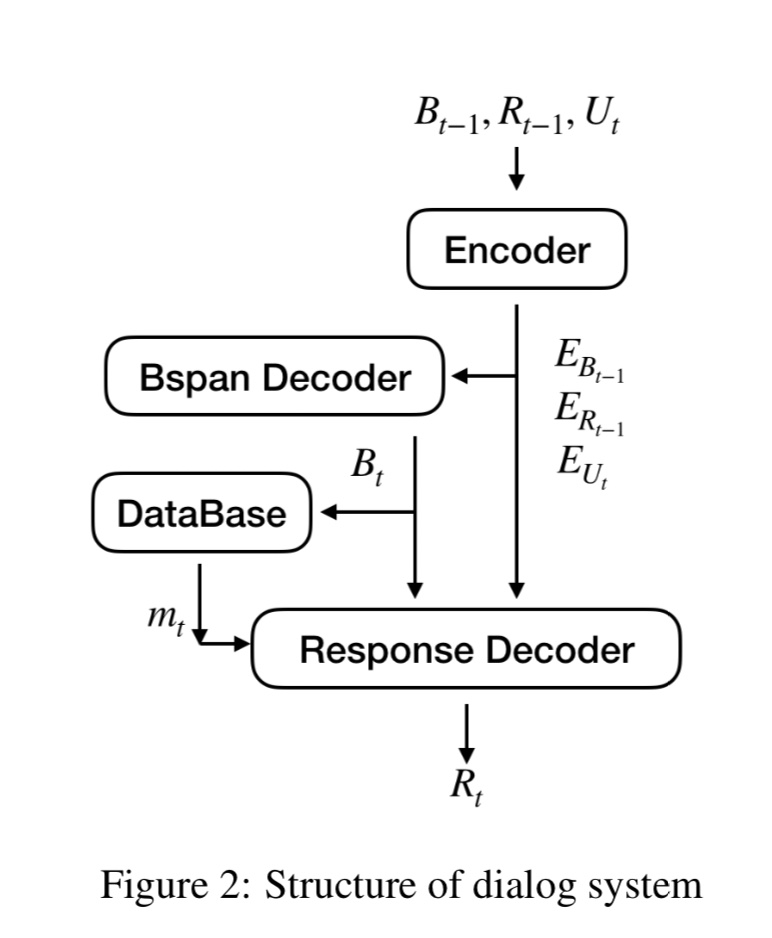 B_{t−1}, R_{t−1}, U_t
Encoder
E_{B_{t−1}}
Bspan Decoder
E_{R_{t−1}}
B_t
E_{U_t}
DataBase
m_t
Response Decoder
R_t
Figure 2: Structure of dialog system